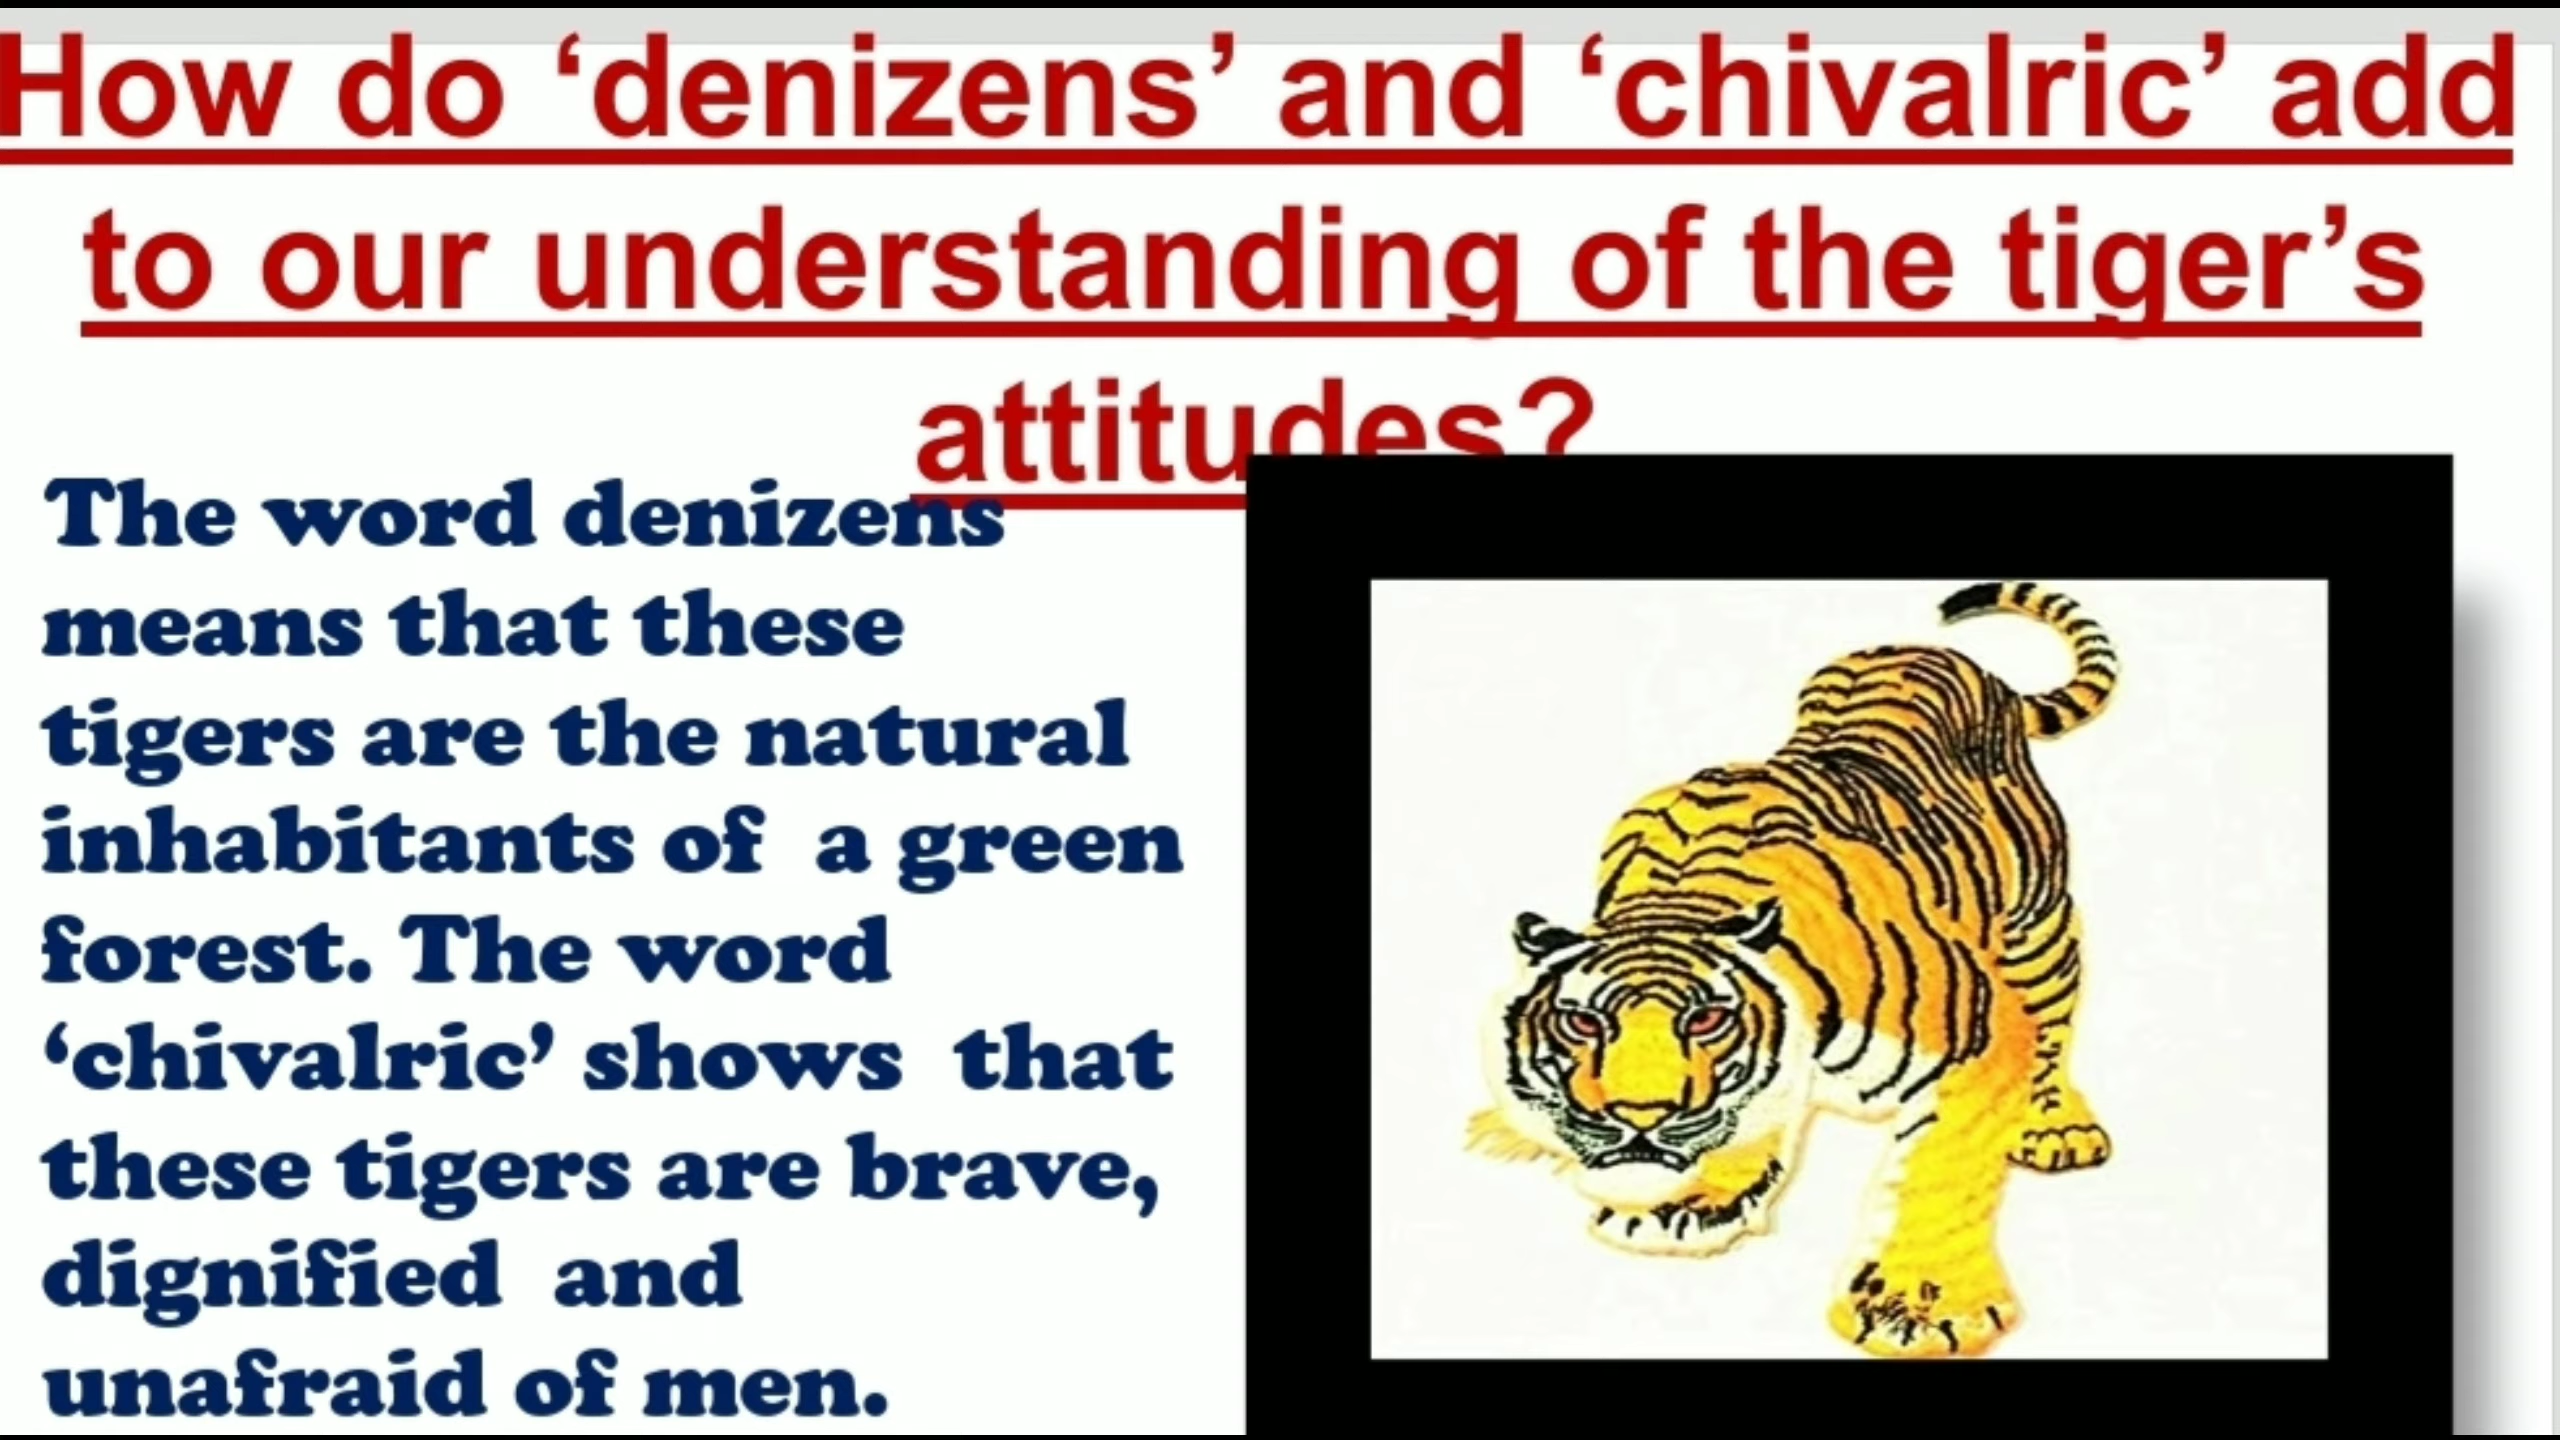 How do ‘denizens’ and ‘chivalric’ add
to our understanding of the tiger’s
attitudes?
The word denizens
means that these
tigers are the natural
inhabitants of a green
forest. The word
‘chivalric’ shows that
these tigers are brave,
dignified and
unafraid of men.